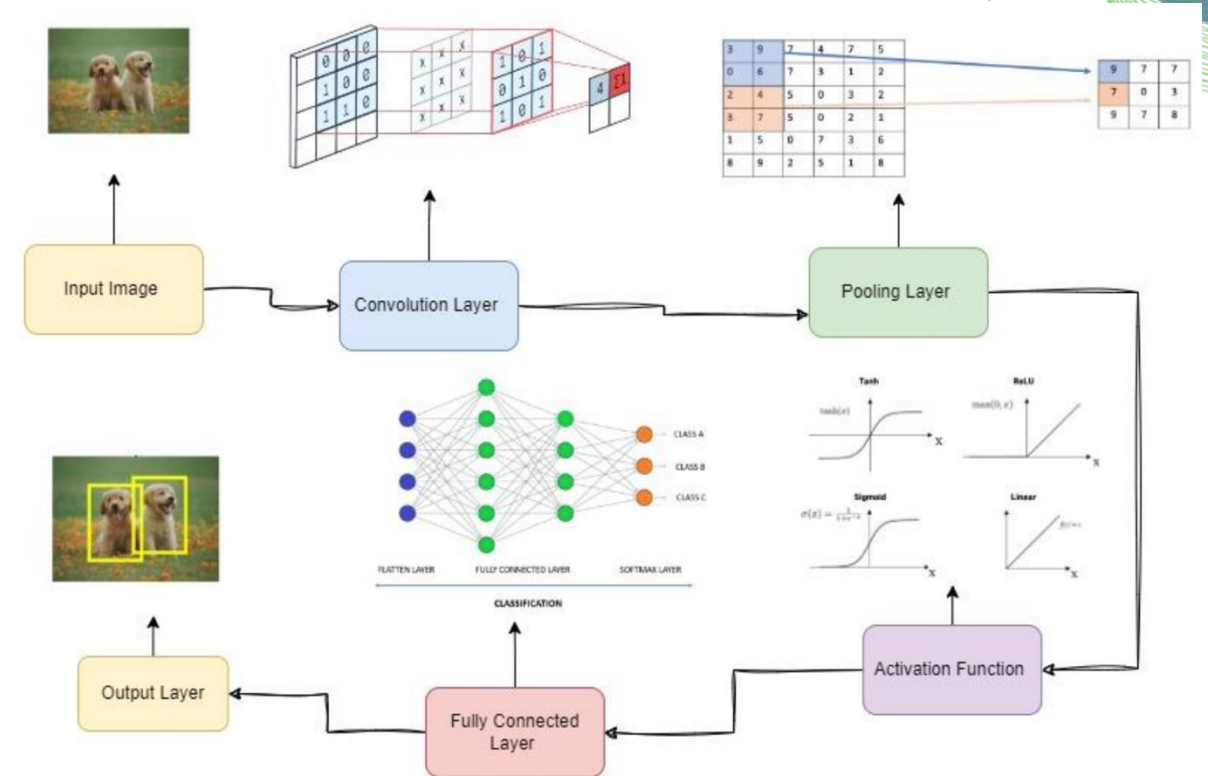 0 0 0
1 0 0
1 1 0
x x x
x x x
x x x
1 0 1
0 1 0
1 0 1
4 Σ1
3 9 7 4 7 5
0 6 7 3 1 2
2 4 5 0 3 2
3 7 5 0 2 1
1 5 0 7 3 6
8 9 2 5 1 8
9 7 7
7 0 3
9 7 8
Input Image
Convolution Layer
Pooling Layer
CLASS A
CLASS B
CLASS C
FLATTEN LAYER FULLY CONNECTED LAYER SOFTMAX LAYER
CLASSIFICATION
Tanh
tanh(x)
X
ReLU
max(0, x)
X
Sigmoid
X
Linear
X
Activation Function
Fully Connected
Layer
Output Layer